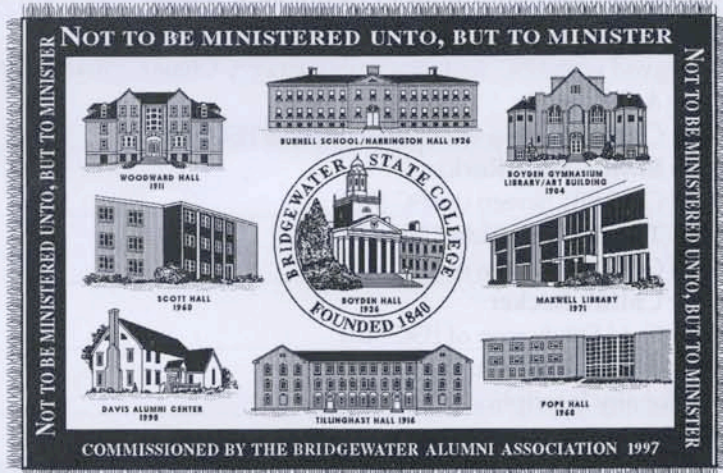 NOT TO BE MINISTERED UNTO, BUT TO MINISTER
NOT TO BE MINISTERED UNTO, BUT TO MINISTER
NOT TO BE MINISTERED UNTO, BUT TO MINISTER
WOODWARD HALL
1911
BURNELL SCHOOL/HARRINGTON HALL 1926
BOYDEN GYMNASIUM
LIBRARY/ART BUILDING
1904
BRIDGEWATER STATE COLLEGE
FOUNDED 1840
BOYDEN HALL
1926
SCOTT HALL
1960
MAXWELL LIBRARY
1971
DAVIS ALUMNI CENTER
1990
TILLINGHAST HALL 1916
POPE HALL
1960
COMMISSIONED BY THE BRIDGEWATER ALUMNI ASSOCIATION 1997